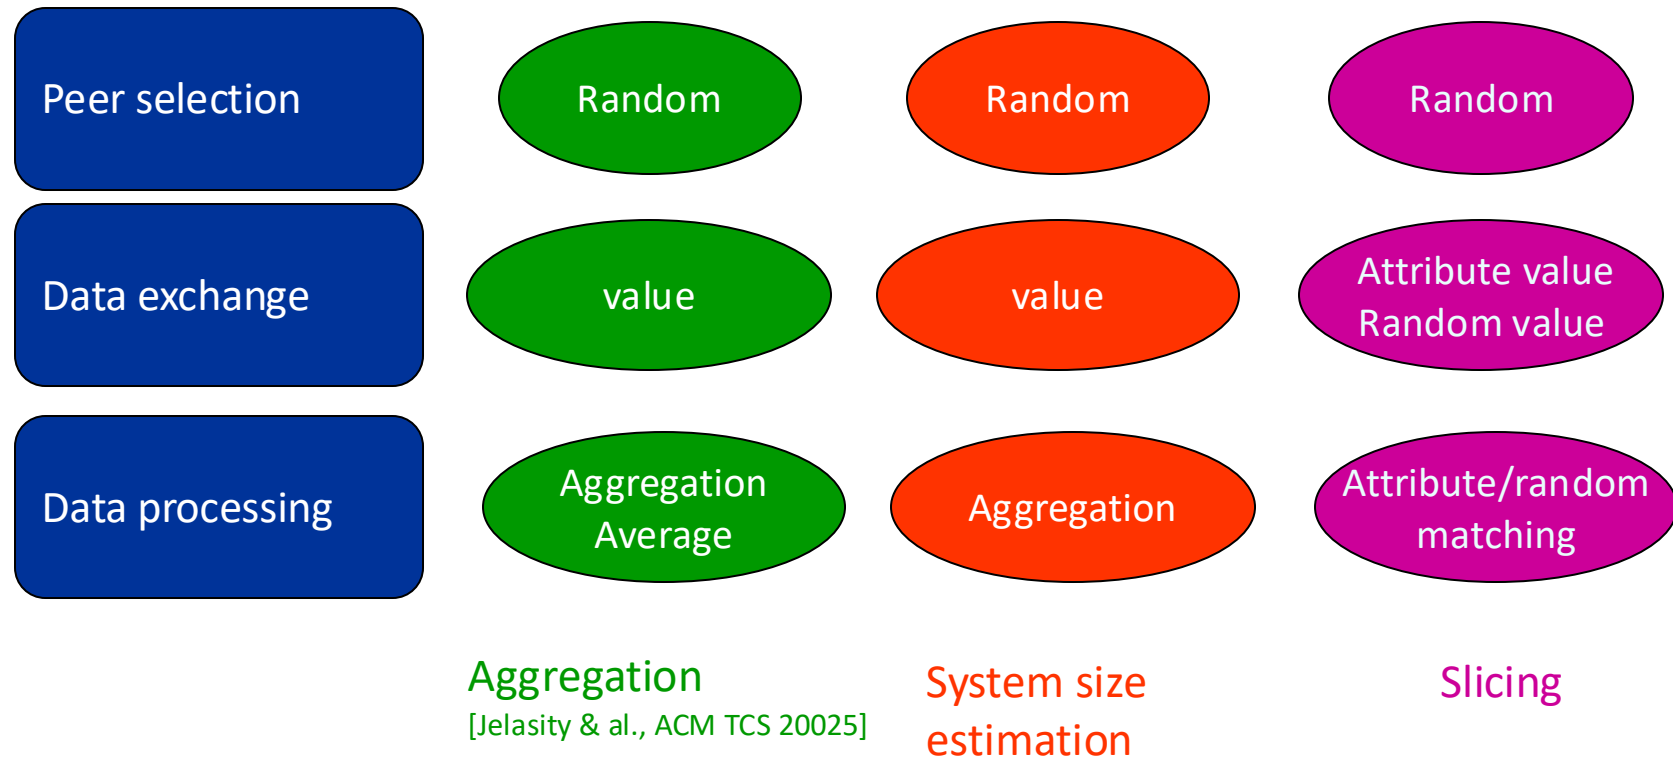 Peer selection
Random
Random
Random
Data exchange
value
value
Attribute value
Random value
Data processing
Aggregation
Average
Aggregation
Attribute/random
matching
Aggregation
[Jelasity & al., ACM TCS 20025]
System size
estimation
Slicing